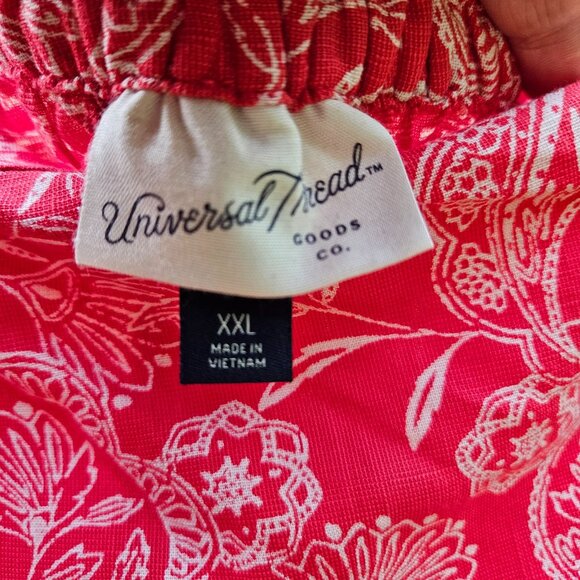 Universal Thread™
GOODS
CO.
XXL
MADE IN
VIETNAM